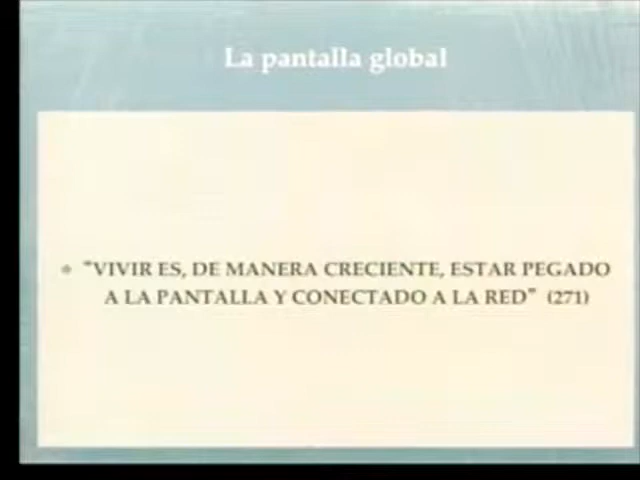 La pantalla global
"VIVIR ES, DE MANERA CRECIENTE, ESTAR PEGADO
A LA PANTALLA Y CONECTADO A LA RED" (271)